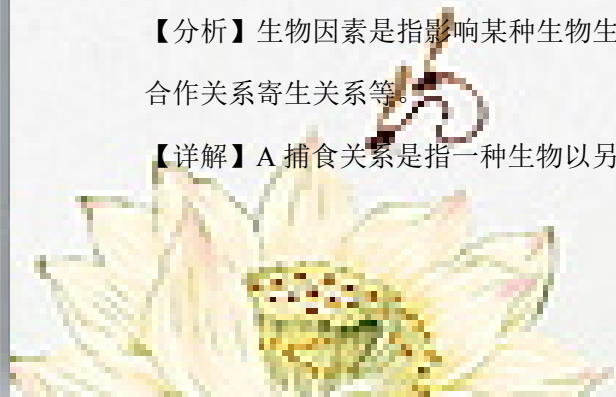 【分析】生物因素是指影响某种生物生
合作关系寄生关系等。
【详解】A 捕食关系是指一种生物以另